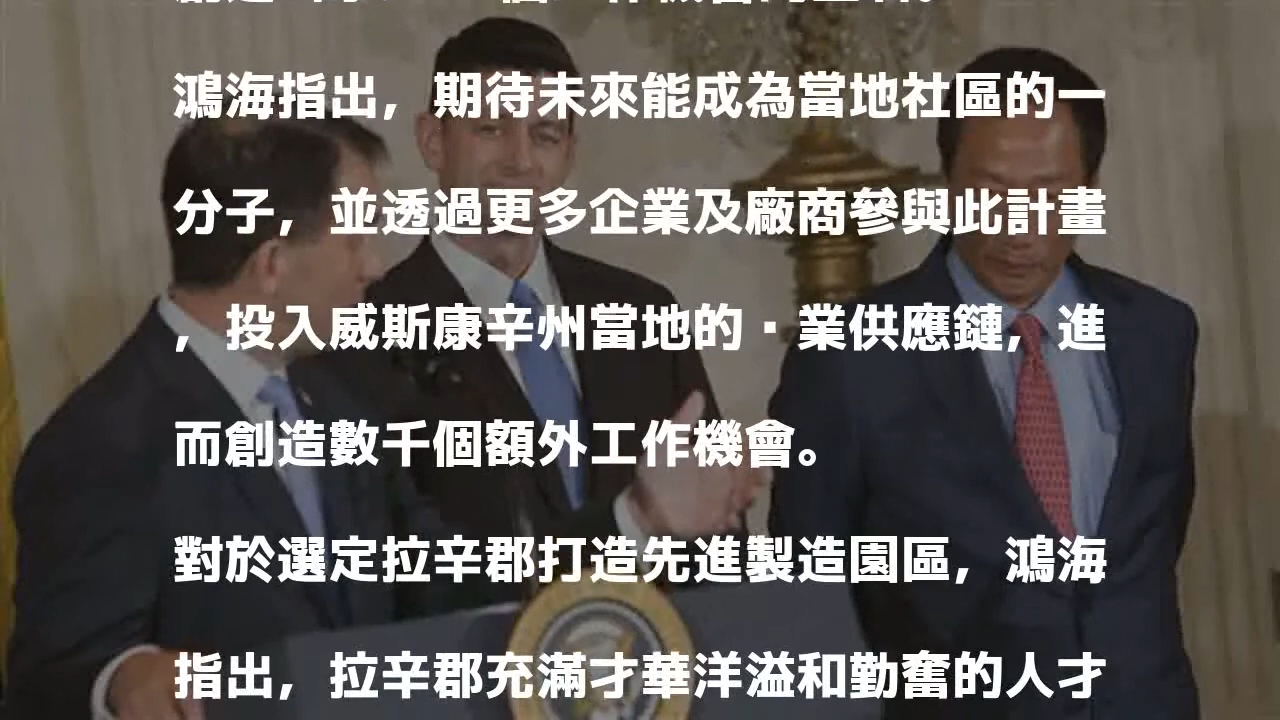 鴻海指出，期待未來能成為當地社區的一
分子，並透過更多企業及廠商參與此計畫
，投入威斯康辛州當地的▪業供應鏈，進
而創造數千個額外工作機會。
對於選定拉辛郡打造先進製造園區，鴻海
指出，拉辛郡充滿才華洋溢和勤奮的人才